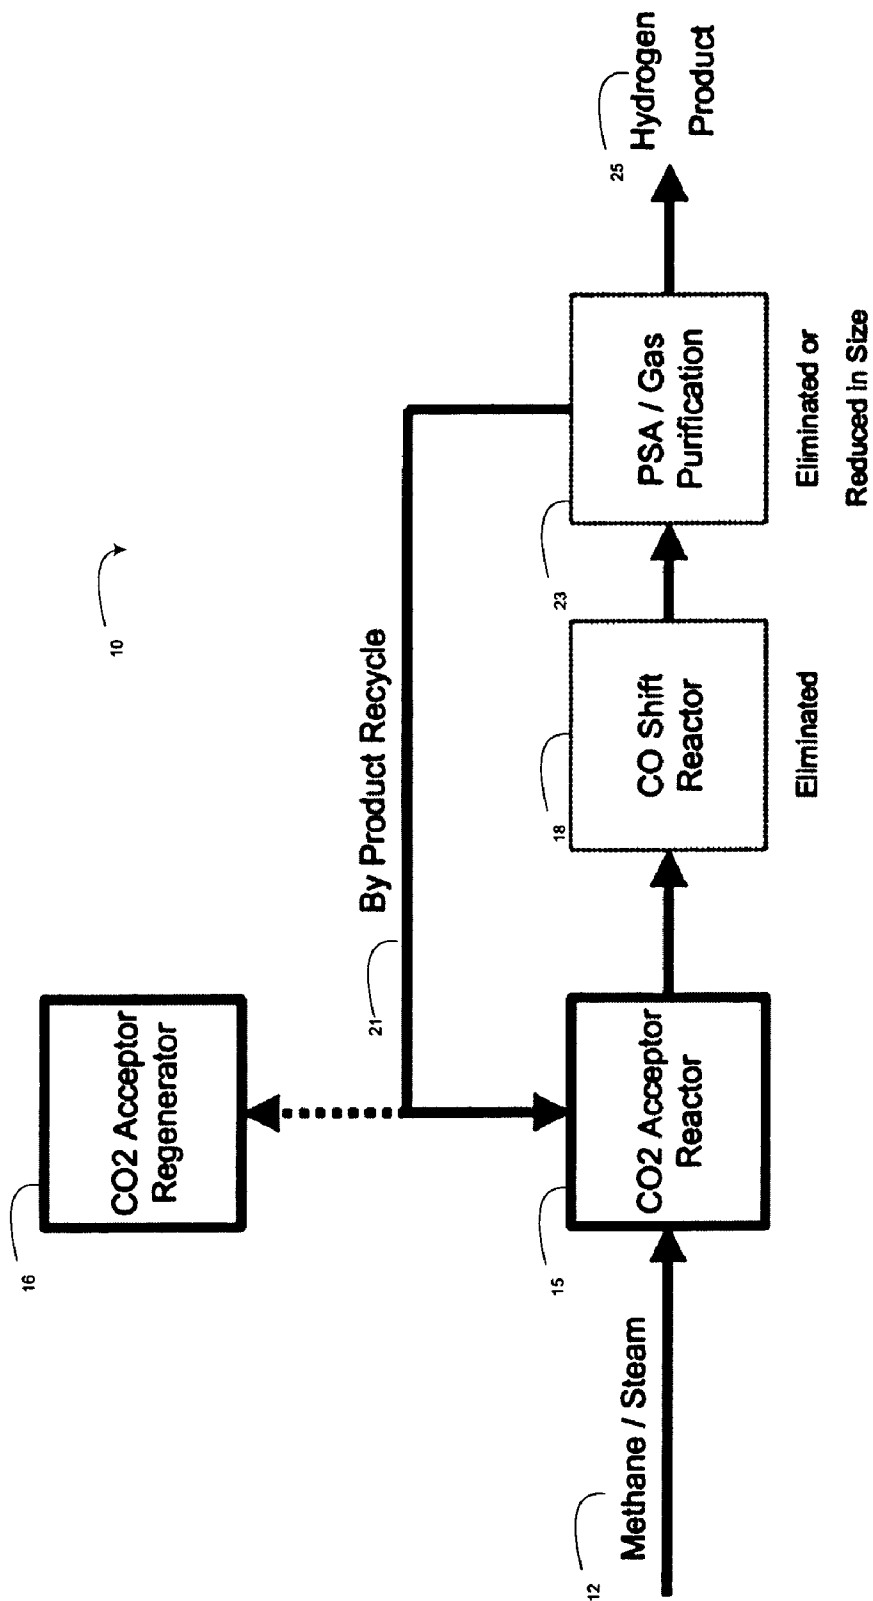 10
16
CO2 Acceptor
Regenerator
21
By Product Recycle
12
Methane / Steam
15
CO2 Acceptor
Reactor
18
CO Shift
Reactor
Eliminated
23
PSA / Gas
Purification
Eliminated or
Reduced in Size
25
Hydrogen
Product